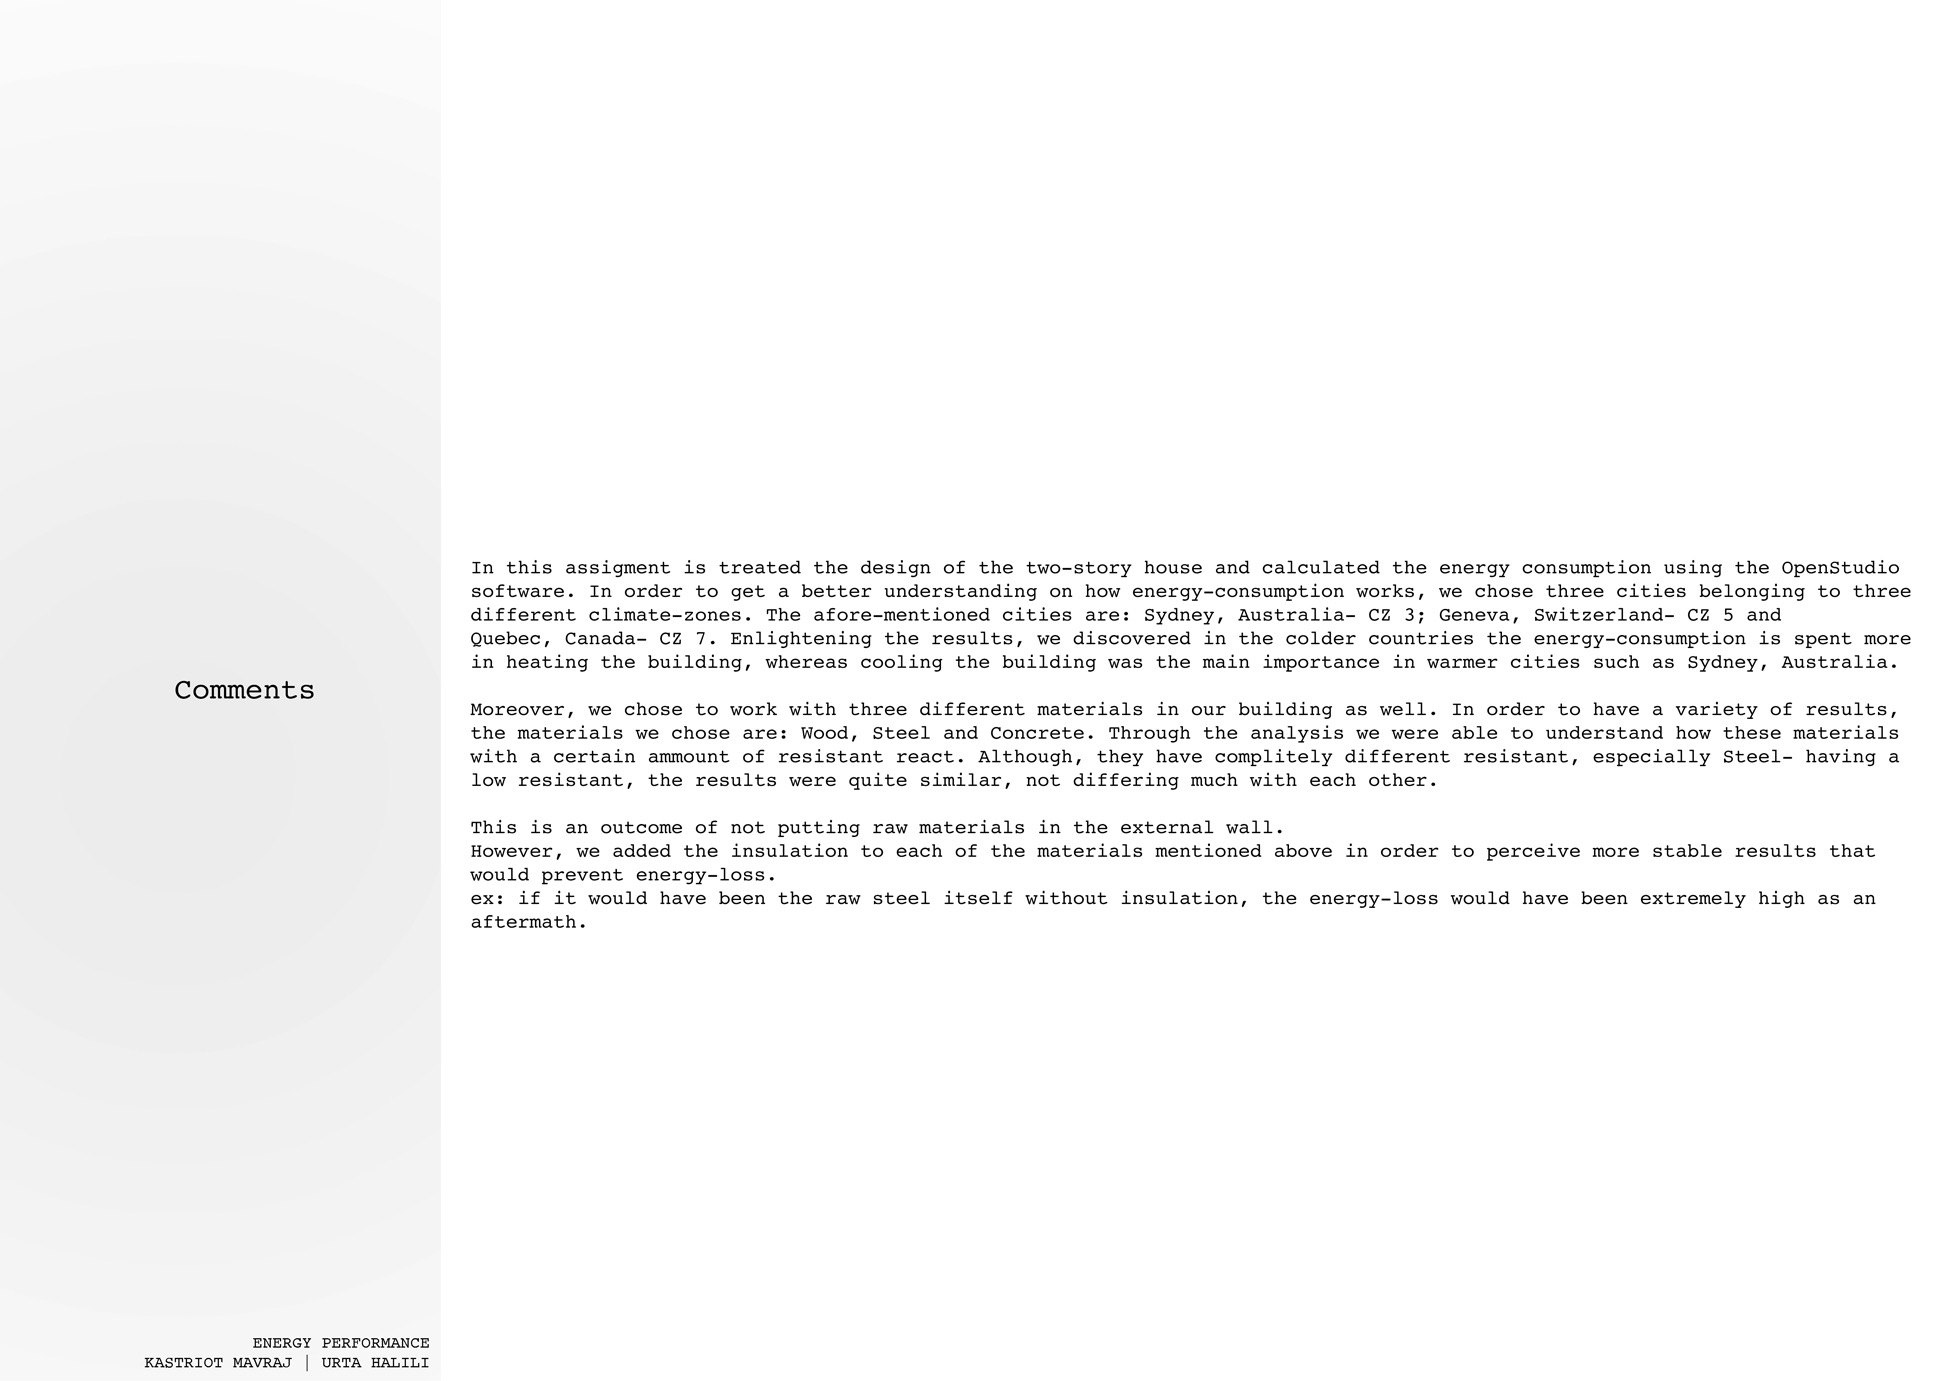 Comments
In this assigment is treated the design of the two-story house and calculated the energy consumption using the OpenStudio
software. In order to get a better understanding on how energy-consumption works, we chose three cities belonging to three
different climate-zones. The afore-mentioned cities are: Sydney, Australia- CZ 3; Geneva, Switzerland- CZ 5 and
Quebec, Canada- CZ 7. Enlightening the results, we discovered in the colder countries the energy-consumption is spent more
in heating the building, whereas cooling the building was the main importance in warmer cities such as Sydney, Australia.
Moreover, we chose to work with three different materials in our building as well. In order to have a variety of results,
the materials we chose are: Wood, Steel and Concrete. Through the analysis we were able to understand how these materials
with a certain ammount of resistant react. Although, they have complitely different resistant, especially Steel- having a
low resistant, the results were quite similar, not differing much with each other.
This is an outcome of not putting raw materials in the external wall.
However, we added the insulation to each of the materials mentioned above in order to perceive more stable results that
would prevent energy-loss.
ex: if it would have been the raw steel itself without insulation, the energy-loss would have been extremely high as an
aftermath.
ENERGY PERFORMANCE
KASTRIOT MAVRAJ | URTA HALILI